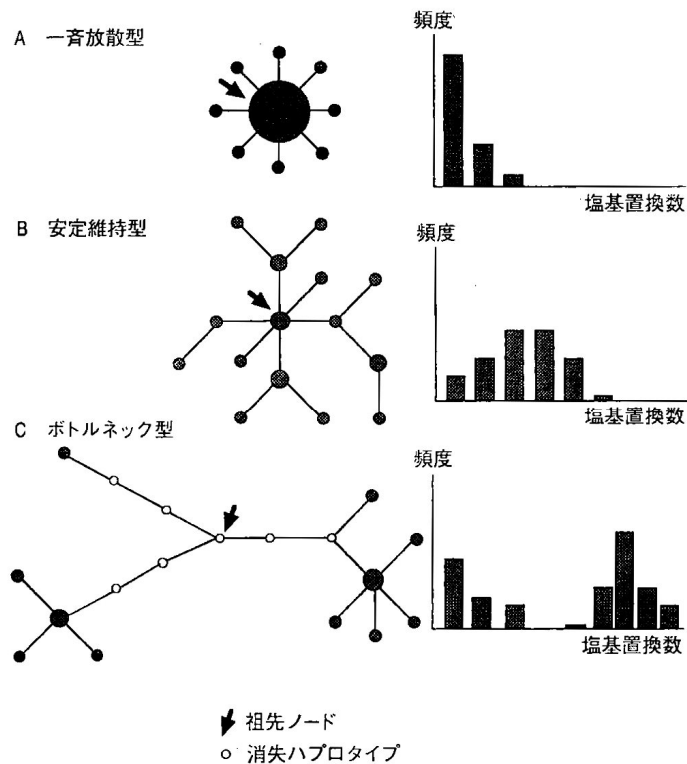 A 一斉放散型
頻度
塩基置換数
B 安定維持型
頻度
塩基置換数
C ボトルネック型
頻度
塩基置換数
祖先ノード
消失ハプロタイプ